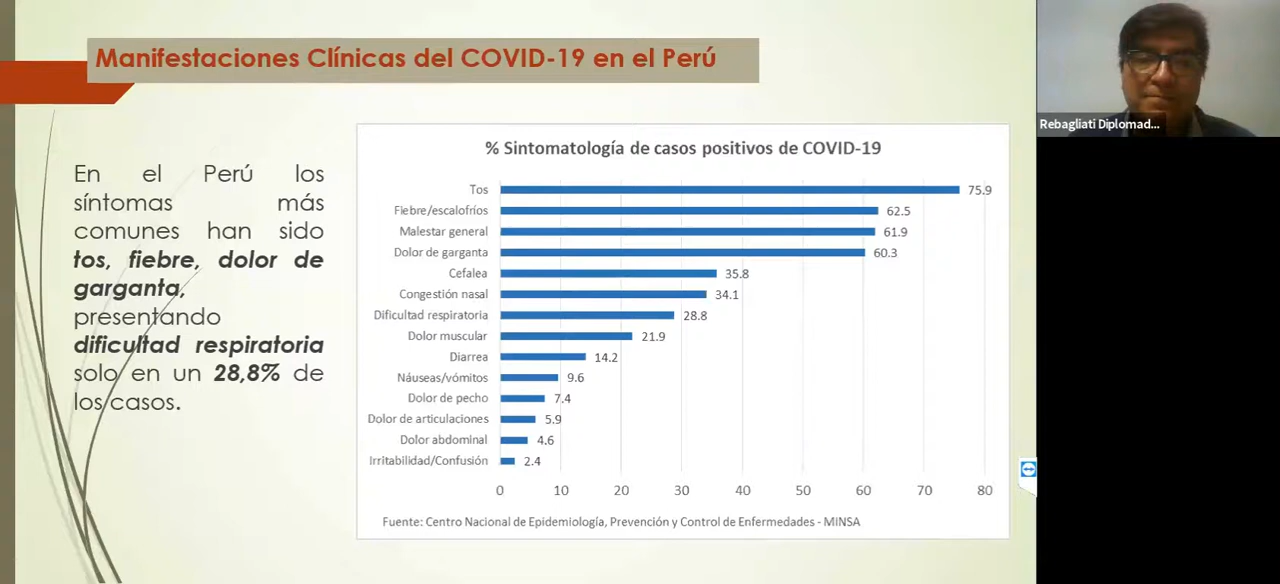 Manifestaciones Clínicas del COVID-19 en el Perú
Rebagliati Diplomad...
En el Perú los
síntomas más
comunes han sido
tos, fiebre, dolor de
garganta,
presentando
dificultad respiratoria
solo en un 28,8% de
los casos.
% Sintomatología de casos positivos de COVID-19
Tos 75.9
Fiebre/escalofríos 62.5
Malestar general 61.9
Dolor de garganta 60.3
Cefalea 35.8
Congestión nasal 34.1
Dificultad respiratoria 28.8
Dolor muscular 21.9
Diarrea 14.2
Náuseas/vómitos 9.6
Dolor de pecho 7.4
Dolor de articulaciones 5.9
Dolor abdominal 4.6
Irritabilidad/Confusión 2.4
0 10 20 30 40 50 60 70 80
Fuente: Centro Nacional de Epidemiología, Prevención y Control de Enfermedades - MINSA